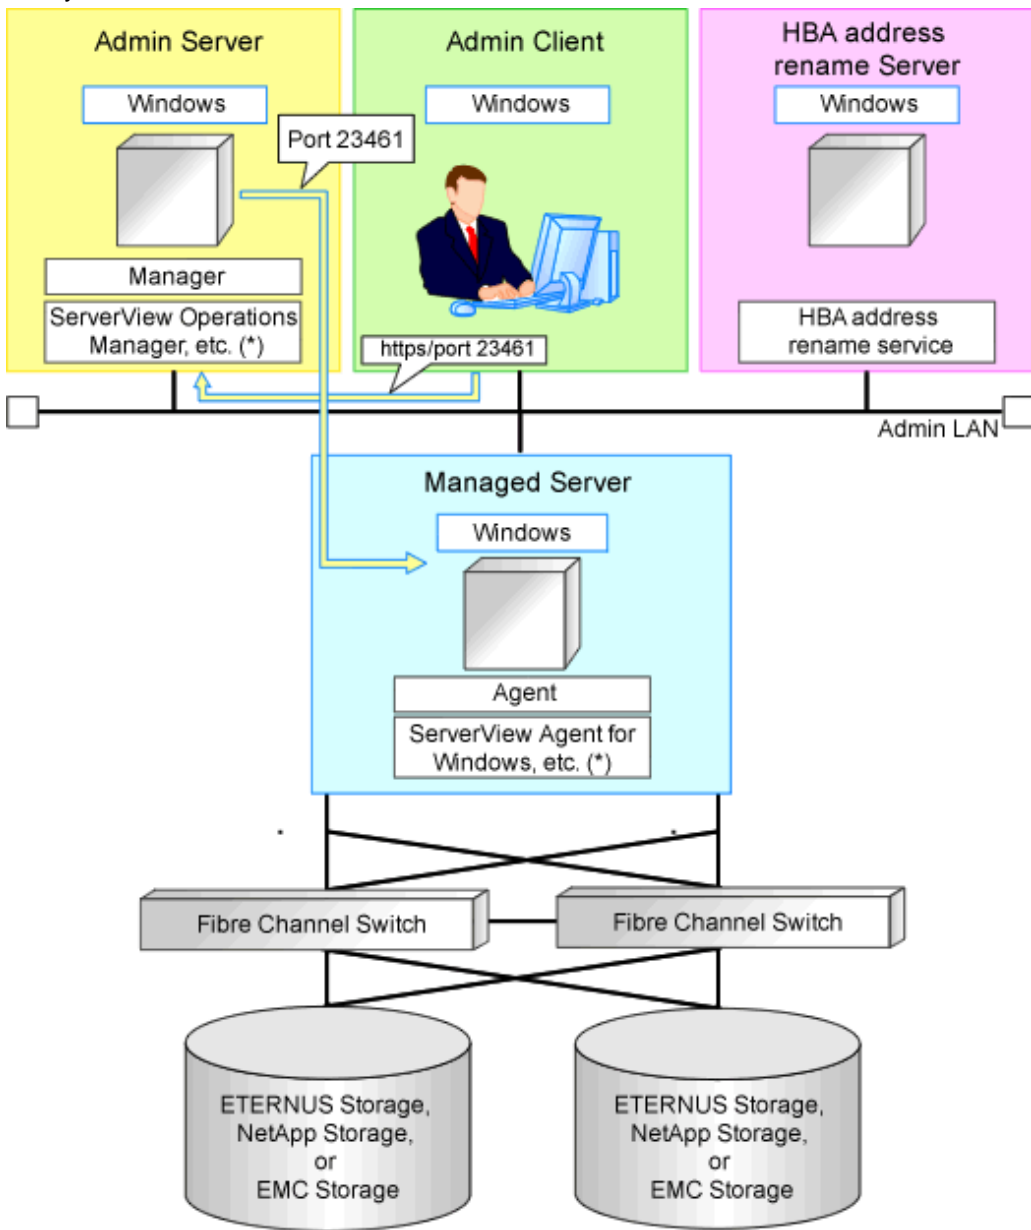 Admin Server
Windows
Port 23461
Manager
ServerView Operations
Manager, etc. (*)
Admin Client
Windows
https/port 23461
HBA address
rename Server
Windows
HBA address
rename service
Admin LAN
Managed Server
Windows
Agent
ServerView Agent for
Windows, etc. (*)
*
*
Fibre Channel Switch
Fibre Channel Switch
ETERNUS Storage,
NetApp Storage,
or
EMC Storage
ETERNUS Storage,
NetApp Storage,
or
EMC Storage